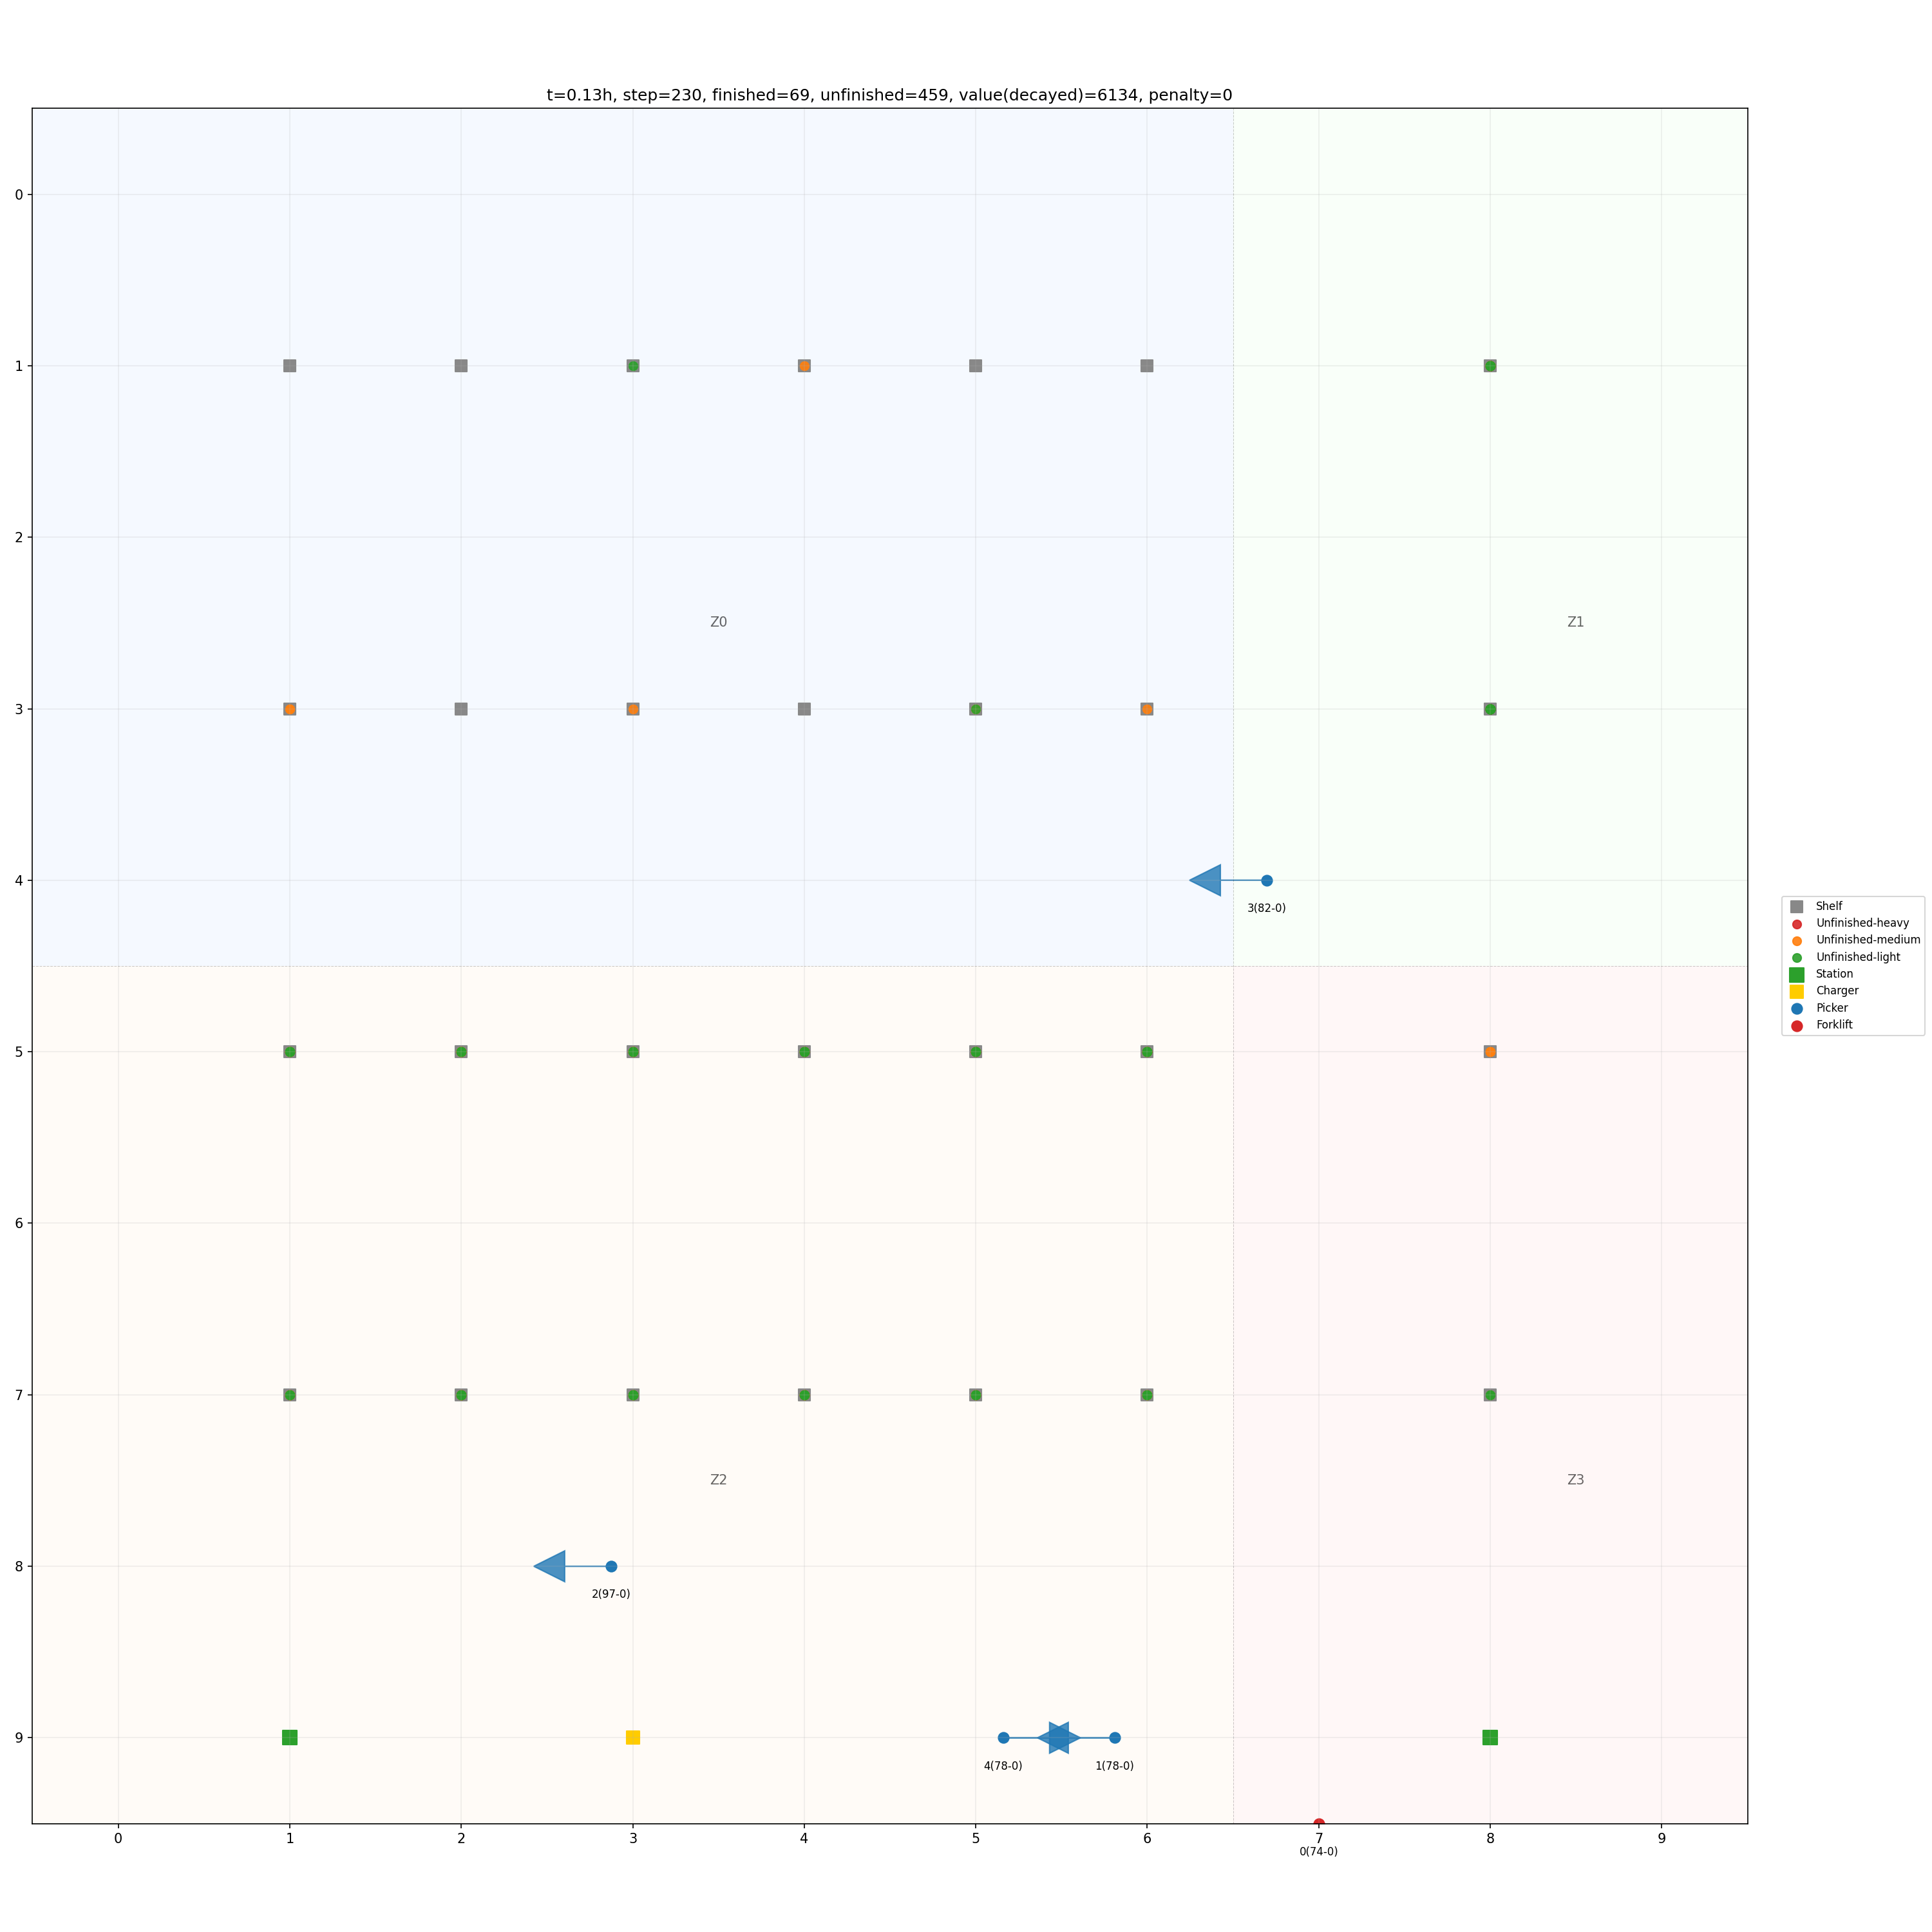 t=0.13h, step=230, finished=69, unfinished=459, value(decayed)=6134, penalty=0
0
1
2
Z0
Z1
3
4
3(82-0)
Shelf
Unfinished-heavy
Unfinished-medium
Unfinished-light
Station
Charger
Picker
Forklift
5
6
7
Z2
Z3
8
2(97-0)
9
4(78-0)
1(78-0)
0 1 2 3 4 5 6 7 8 9
0(74-0)